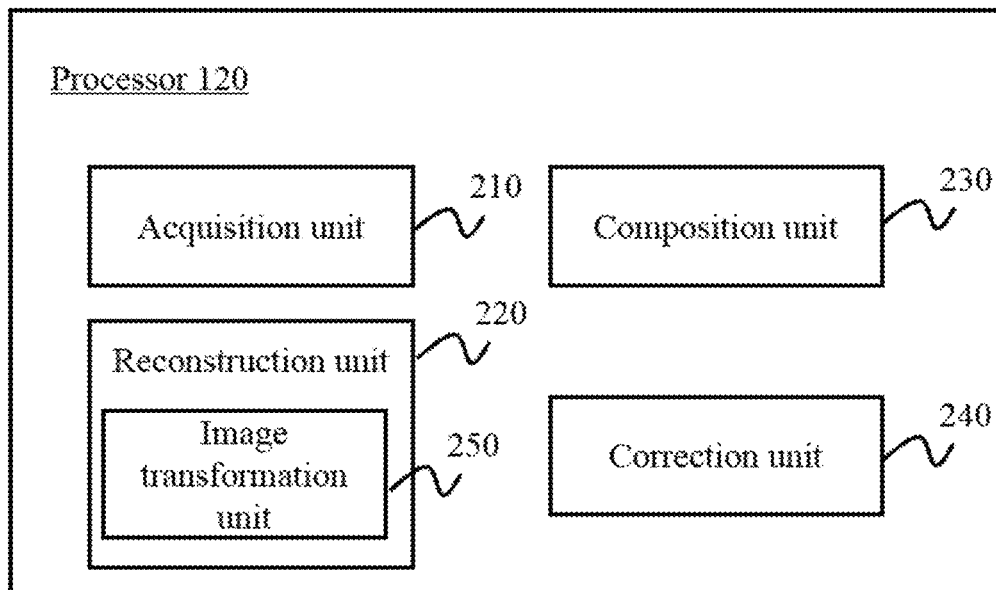 Processor 120
Acquisition unit
210
Composition unit
230
Reconstruction unit
220
Image
transformation
unit
250
Correction unit
240